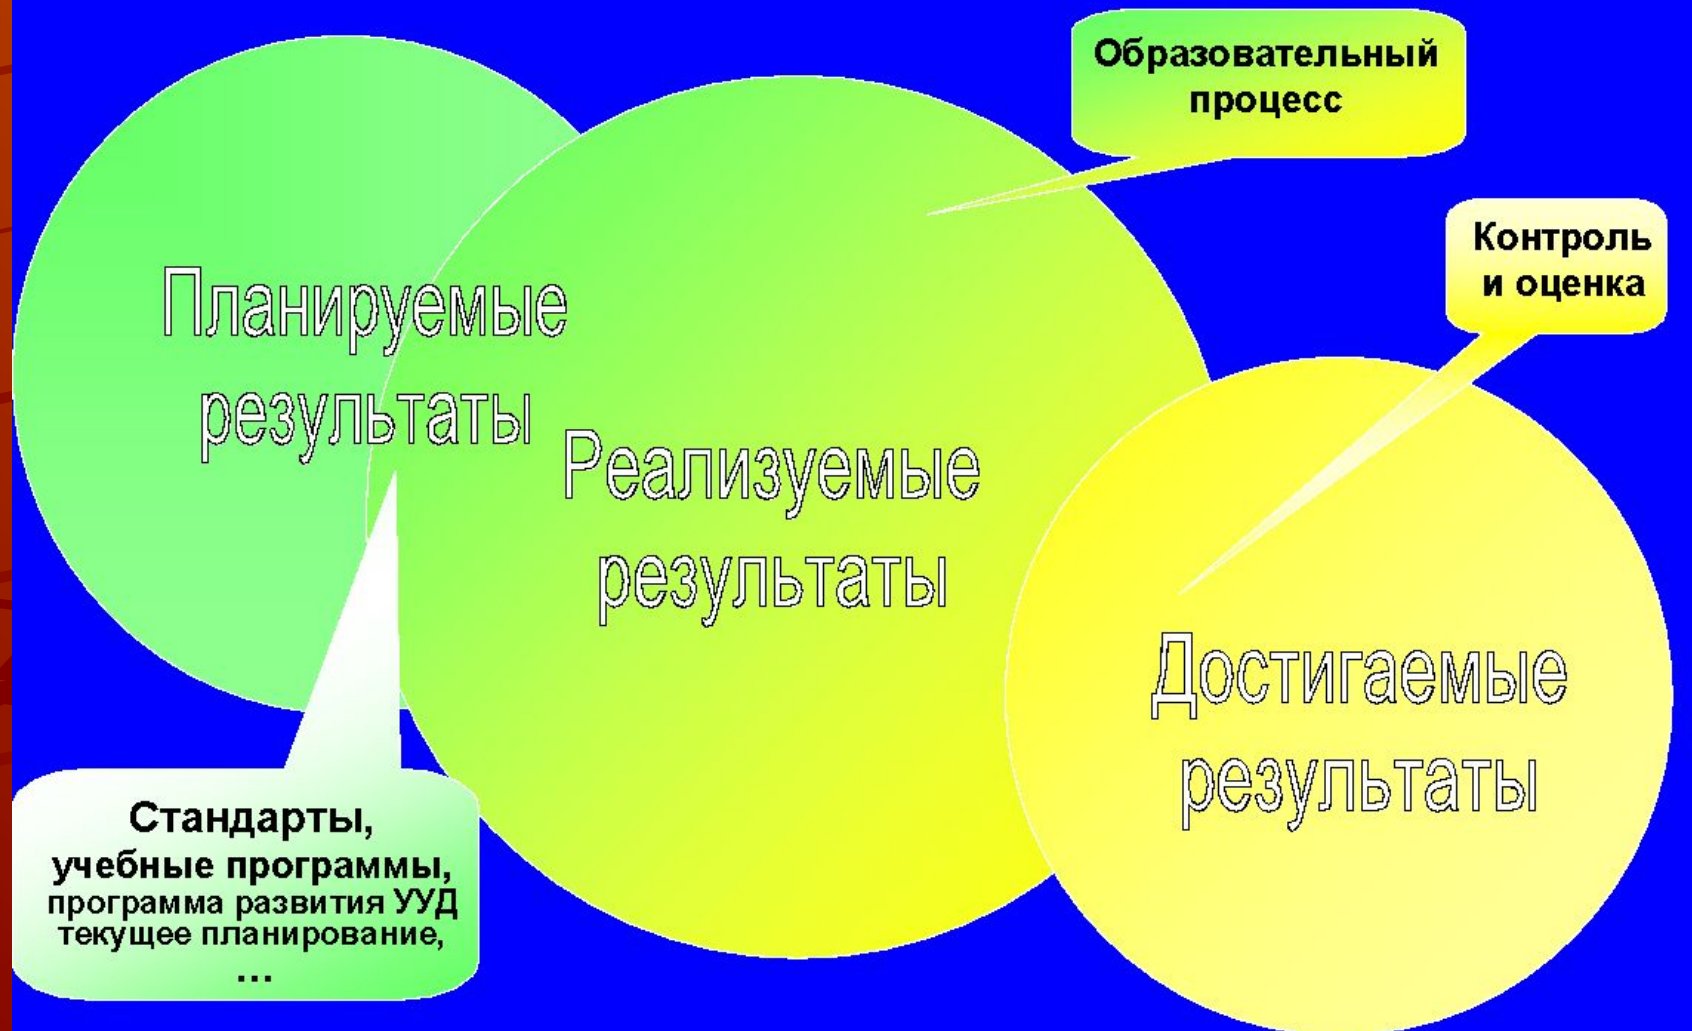 Образовательный
процесс
Контроль
и оценка
Планируемые
результаты
Реализуемые
результаты
Достигаемые
результаты
Стандарты,
учебные программы,
программа развития УУД
текущее планирование,
...